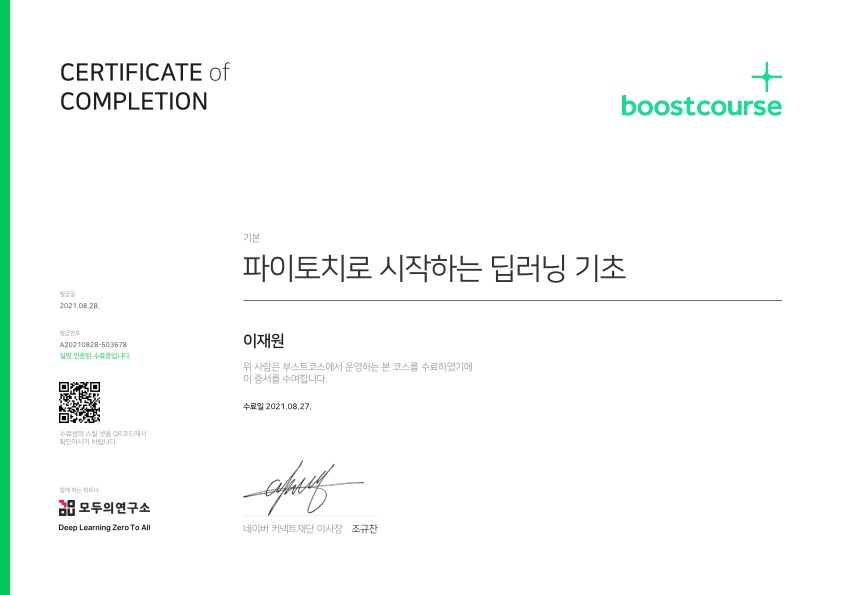 CERTIFICATE of
COMPLETION
boostcourse
기본
파이토치로 시작하는 딥러닝 기초
발급일
2021.08.28.
발급번호
A20210828-503678
실명 인증된 수료증입니다.
수료생의 스킬 셋을 QR코드에서
확인하시기 바랍니다.
함께 하는 파트너
모두의연구소
Deep Learning Zero To All
이재원
위 사람은 부스트코스에서 운영하는 본 코스를 수료하였기에
이 증서를 수여합니다.
수료일 2021.08.27.
네이버 커넥트재단 이사장 조규찬